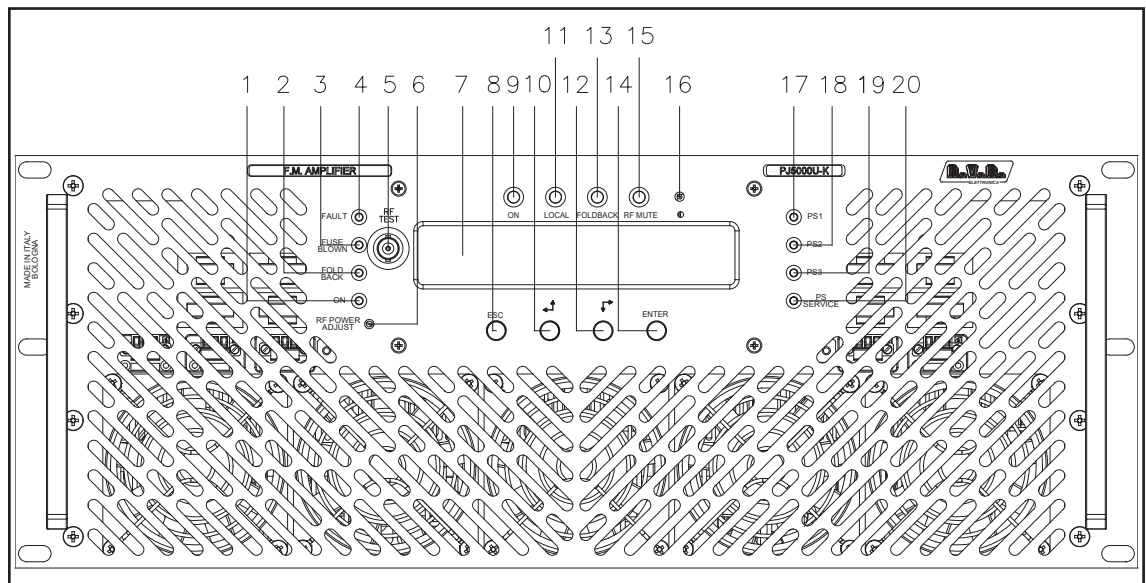 11 13 15
1 2 3 4 5 6 7 8 9 10 12 14 16 17 18 19 20
F.M. AMPLIFIER
PJ5000U-K
R.V.R.
ELETTRONICA
ON
LOCAL
FOLDBACK
RF MUTE
FAULT
RF
TEST
FUSE
BLOWN
FOLD
BACK
ON
RF POWER
ADJUST
ESC
ENTER
PS1
PS2
PS3
PS
SERVICE
MADE IN ITALY
BOLOGNA